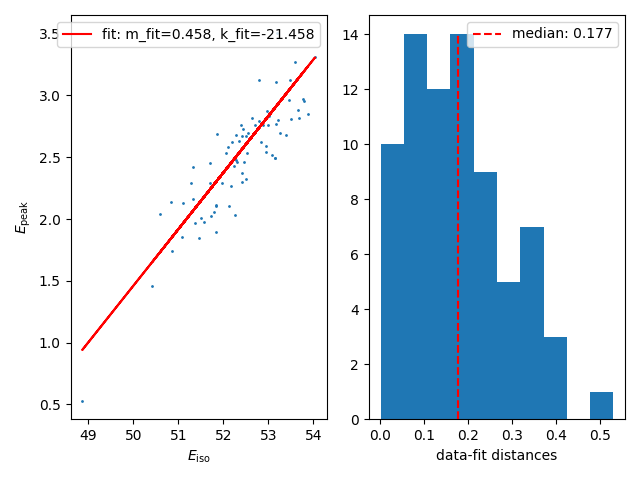 fit: m_fit=0.458, k_fit=-21.458
3.5
3.0
2.5
2.0
1.5
1.0
0.5
E_peak
49 50 51 52 53 54
E_iso
median: 0.177
14
12
10
8
6
4
2
0
0.0 0.1 0.2 0.3 0.4 0.5
data-fit distances